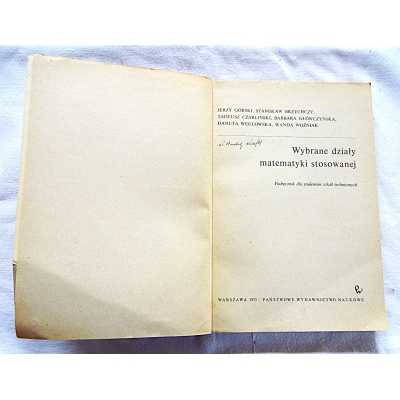 JERZY GÓRSKI, STANISŁAW BRZYCHCZY,
TADEUSZ CZARLIŃSKI, BARBARA GŁOWCZYŃSKA,
DANUTA WĘGLOWSKA, WANDA WOŹNIAK
Wybrane działy
matematyki stosowanej
Podręcznik dla studentów szkół technicznych
WARSZAWA 1973 · PAŃSTWOWE WYDAWNICTWO NAUKOWE